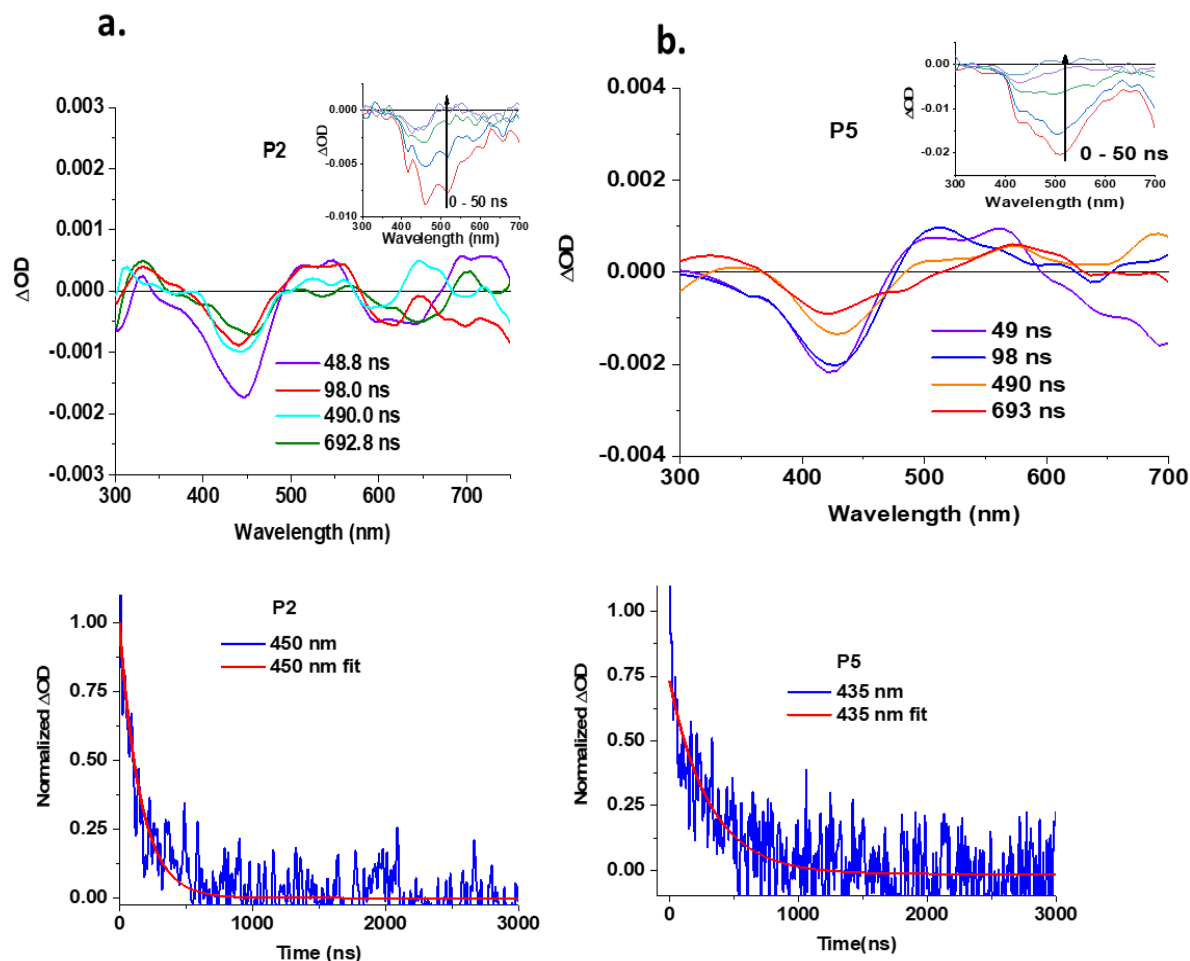 a.
0.003
0.002
0.001
0.000
-0.001
-0.002
-0.003
ΔOD
P2
0.000
-0.005
-0.010
ΔOD
0 - 50 ns
300 400 500 600 700
Wavelength (nm)
48.8 ns
98.0 ns
490.0 ns
692.8 ns
300 400 500 600 700
Wavelength (nm)
b.
0.004
0.002
0.000
-0.002
-0.004
ΔOD
P5
0.00
-0.01
-0.02
ΔOD
0 - 50 ns
300 400 500 600 700
Wavelength (nm)
49 ns
98 ns
490 ns
693 ns
300 400 500 600 700
Wavelength (nm)
1.00
0.75
0.50
0.25
0.00
Normalized ΔOD
P2
450 nm
450 nm fit
0 1000 2000 3000
Time (ns)
1.00
0.75
0.50
0.25
0.00
Normalized ΔOD
P5
435 nm
435 nm fit
0 1000 2000 3000
Time(ns)